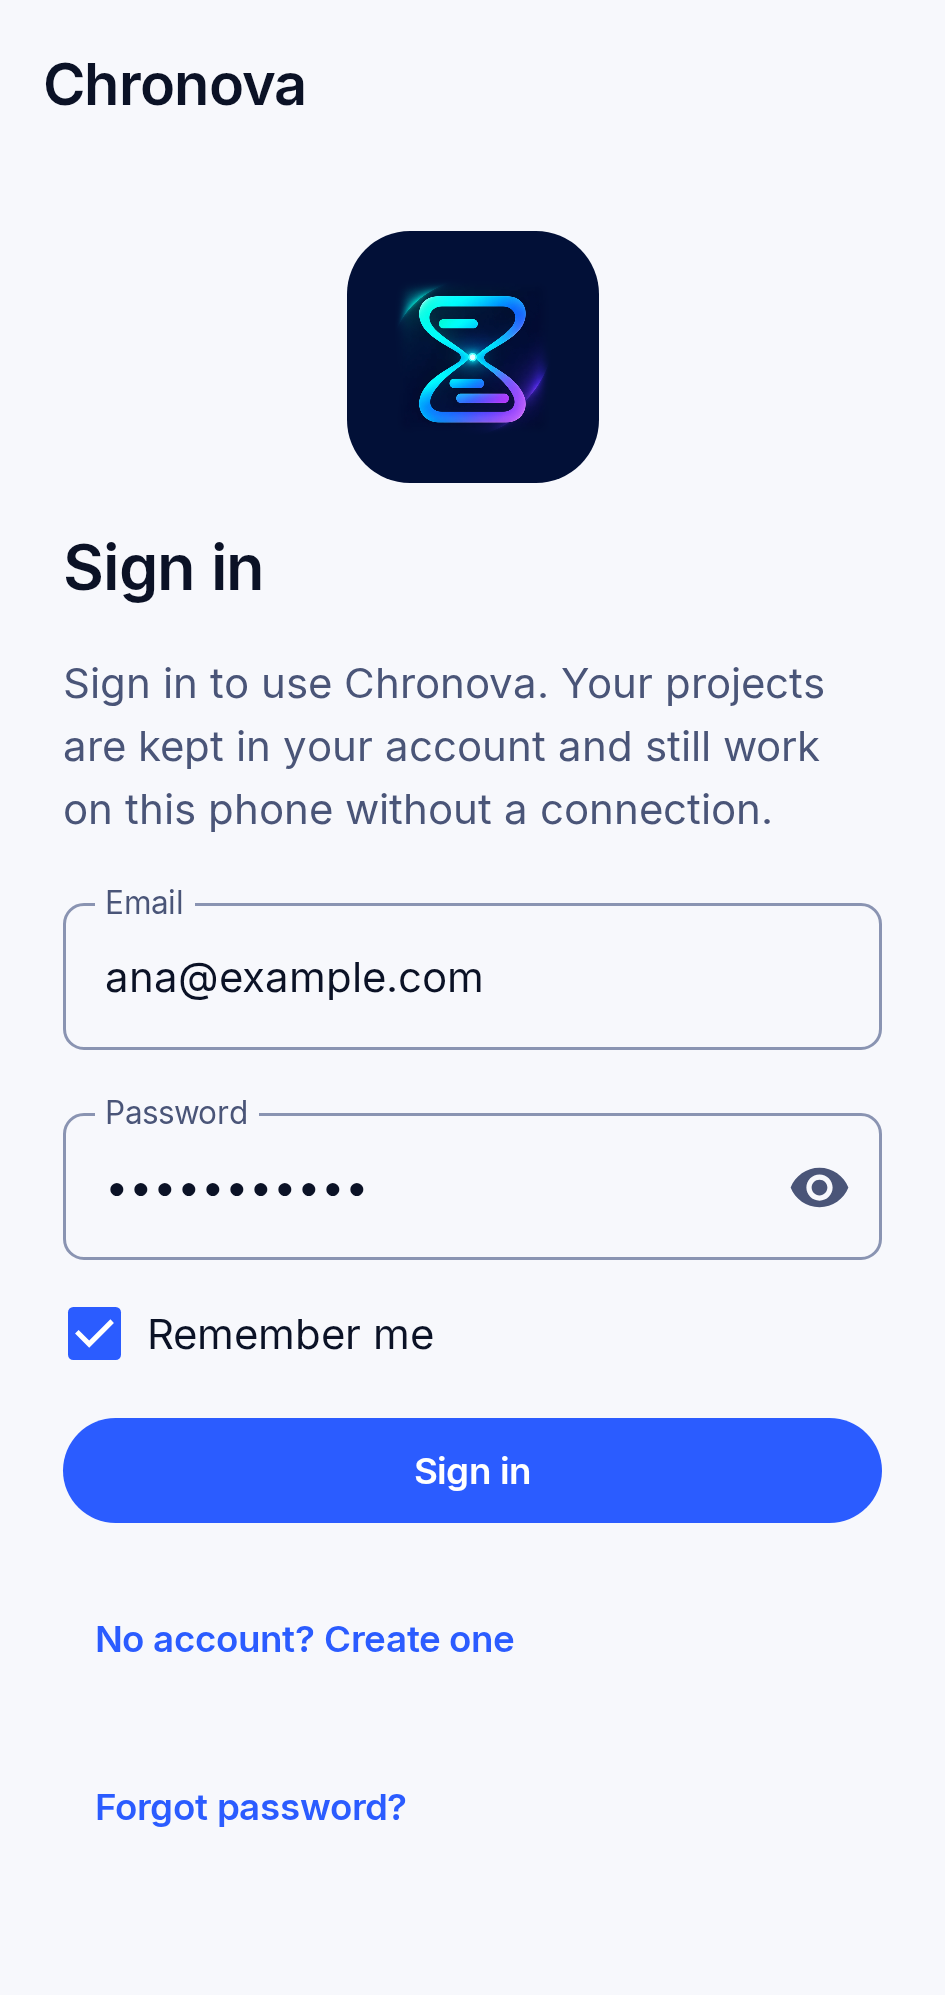 Chronova
Sign in
Sign in to use Chronova. Your projects
are kept in your account and still work
on this phone without a connection.
Email
ana@example.com
Password
•••••••••••
Remember me
Sign in
No account? Create one
Forgot password?